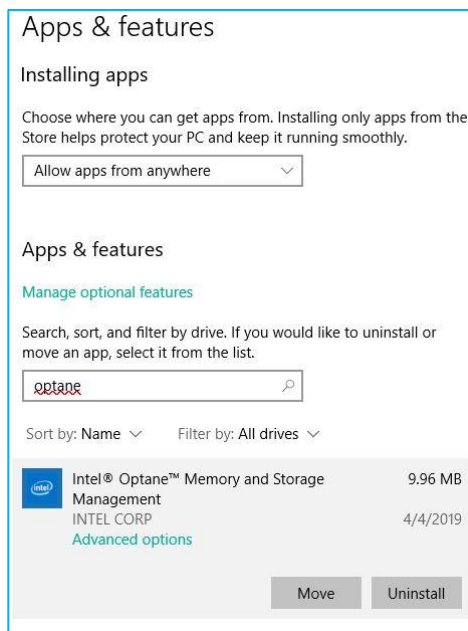 Apps & features
Installing apps
Choose where you can get apps from. Installing only apps from the
Store helps protect your PC and keep it running smoothly.
Allow apps from anywhere
Apps & features
Manage optional features
Search, sort, and filter by drive. If you would like to uninstall or
move an app, select it from the list.
optane
Sort by: Name Filter by: All drives
intel Intel® Optane™ Memory and Storage 9.96 MB
Management
INTEL CORP 4/4/2019
Advanced options
Move Uninstall